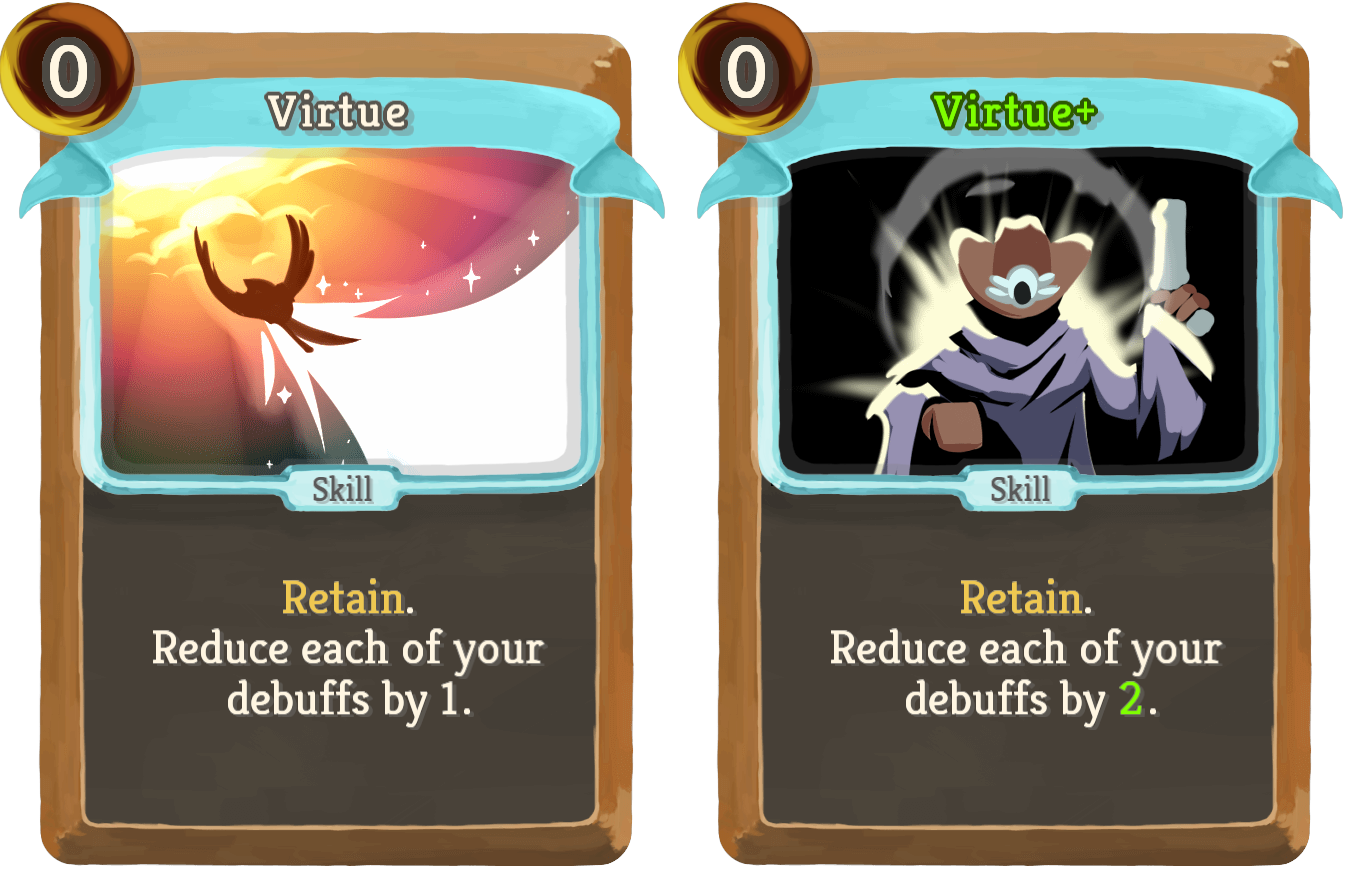 0
Virtue
Skill
Retain.
Reduce each of your
debuffs by 1.
0
Virtue+
Skill
Retain.
Reduce each of your
debuffs by 2.